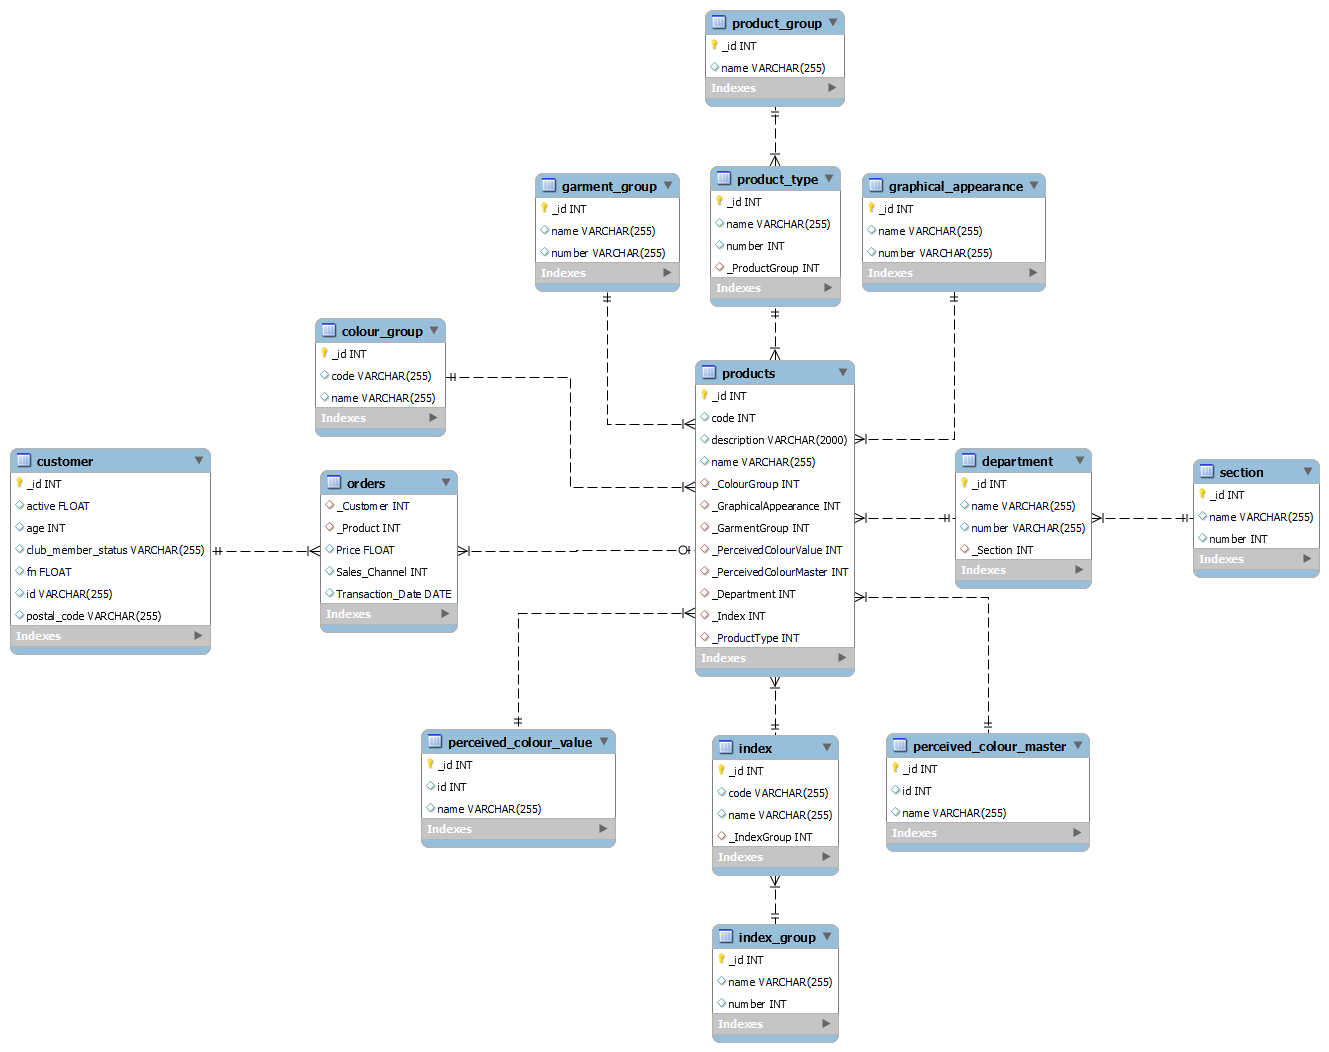 product_group
_id INT
name VARCHAR(255)
Indexes
garment_group
_id INT
name VARCHAR(255)
number VARCHAR(255)
Indexes
product_type
_id INT
name VARCHAR(255)
number INT
_ProductGroup INT
Indexes
graphical_appearance
_id INT
name VARCHAR(255)
number VARCHAR(255)
Indexes
colour_group
_id INT
code VARCHAR(255)
name VARCHAR(255)
Indexes
products
_id INT
code INT
description VARCHAR(2000)
name VARCHAR(255)
_ColourGroup INT
_GraphicalAppearance INT
_GarmentGroup INT
_PerceivedColourValue INT
_PerceivedColourMaster INT
_Department INT
_Index INT
_ProductType INT
Indexes
customer
_id INT
active FLOAT
age INT
club_member_status VARCHAR(255)
fn FLOAT
id VARCHAR(255)
postal_code VARCHAR(255)
Indexes
orders
_Customer INT
_Product INT
Price FLOAT
Sales_Channel INT
Transaction_Date DATE
Indexes
department
_id INT
name VARCHAR(255)
number VARCHAR(255)
_Section INT
Indexes
section
_id INT
name VARCHAR(255)
number INT
Indexes
perceived_colour_value
_id INT
id INT
name VARCHAR(255)
Indexes
index
_id INT
code VARCHAR(255)
name VARCHAR(255)
_IndexGroup INT
Indexes
perceived_colour_master
_id INT
id INT
name VARCHAR(255)
Indexes
index_group
_id INT
name VARCHAR(255)
number INT
Indexes